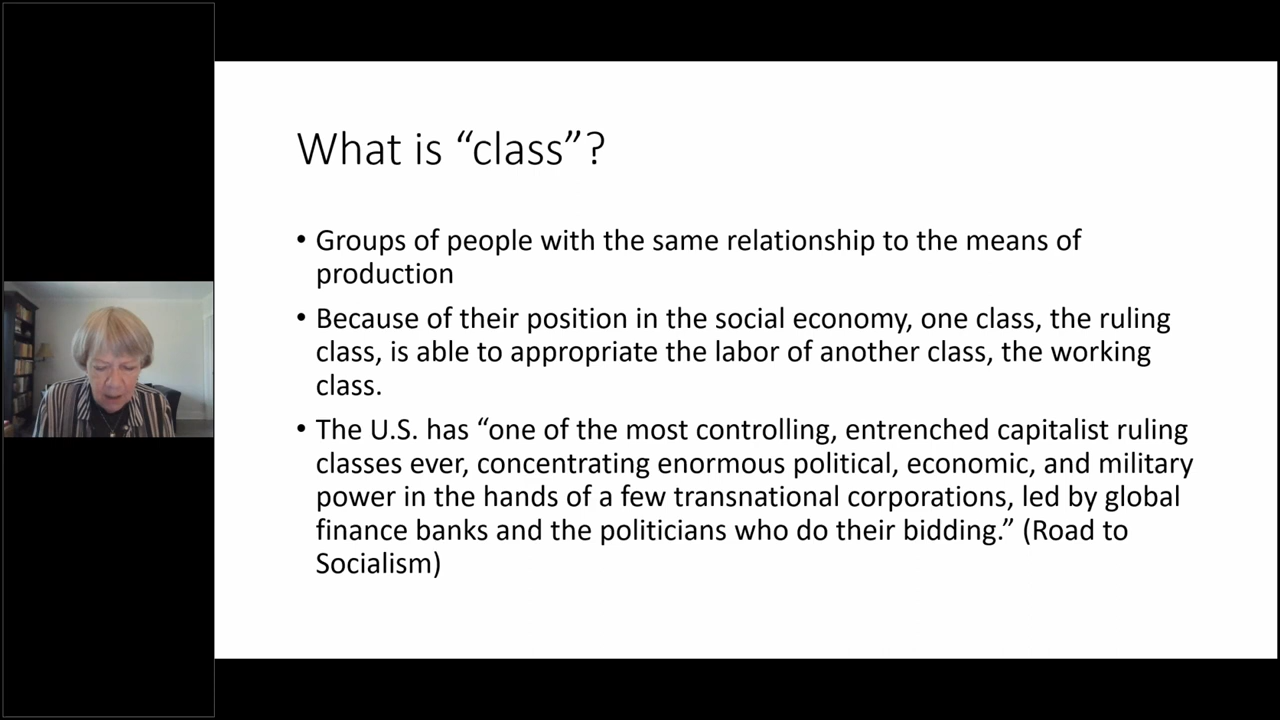 What is “class”?
• Groups of people with the same relationship to the means of
production
• Because of their position in the social economy, one class, the ruling
class, is able to appropriate the labor of another class, the working
class.
• The U.S. has “one of the most controlling, entrenched capitalist ruling
classes ever, concentrating enormous political, economic, and military
power in the hands of a few transnational corporations, led by global
finance banks and the politicians who do their bidding.” (Road to
Socialism)